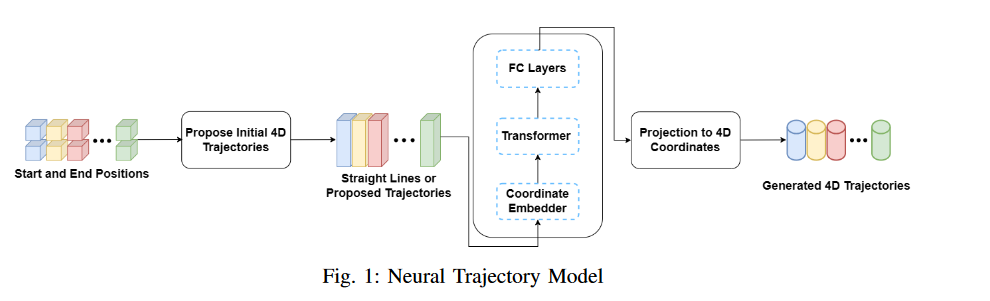 Start and End Positions
Propose Initial 4D
Trajectories
Straight Lines or
Proposed Trajectories
FC Layers
Transformer
Coordinate
Embedder
Projection to 4D
Coordinates
Generated 4D Trajectories
Fig. 1: Neural Trajectory Model